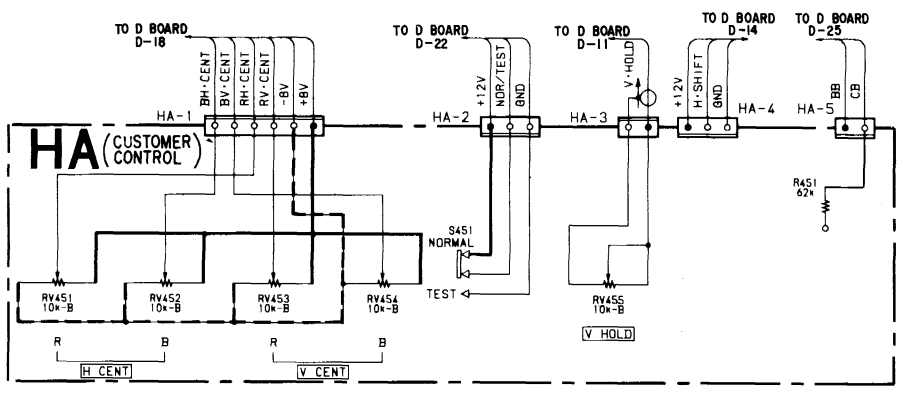 TO D BOARD
D-18
TO D BOARD
D-22
TO D BOARD
D-11
TO D BOARD
D-14
TO D BOARD
D-25
BH·CENT
BV·CENT
RH·CENT
RV·CENT
-8V
+8V
+12V
NOR/TEST
GND
V·HOLD
+12V
H·SHIFT
GND
BB
CB
HA-1
HA-2
HA-3
HA-4
HA-5
HA (CUSTOMER
CONTROL)
R451
62k
S451
NORMAL
TEST
RV451
10k-B
RV452
10k-B
RV453
10k-B
RV454
10k-B
RV455
10k-B
R
B
R
B
V HOLD
H CENT
V CENT